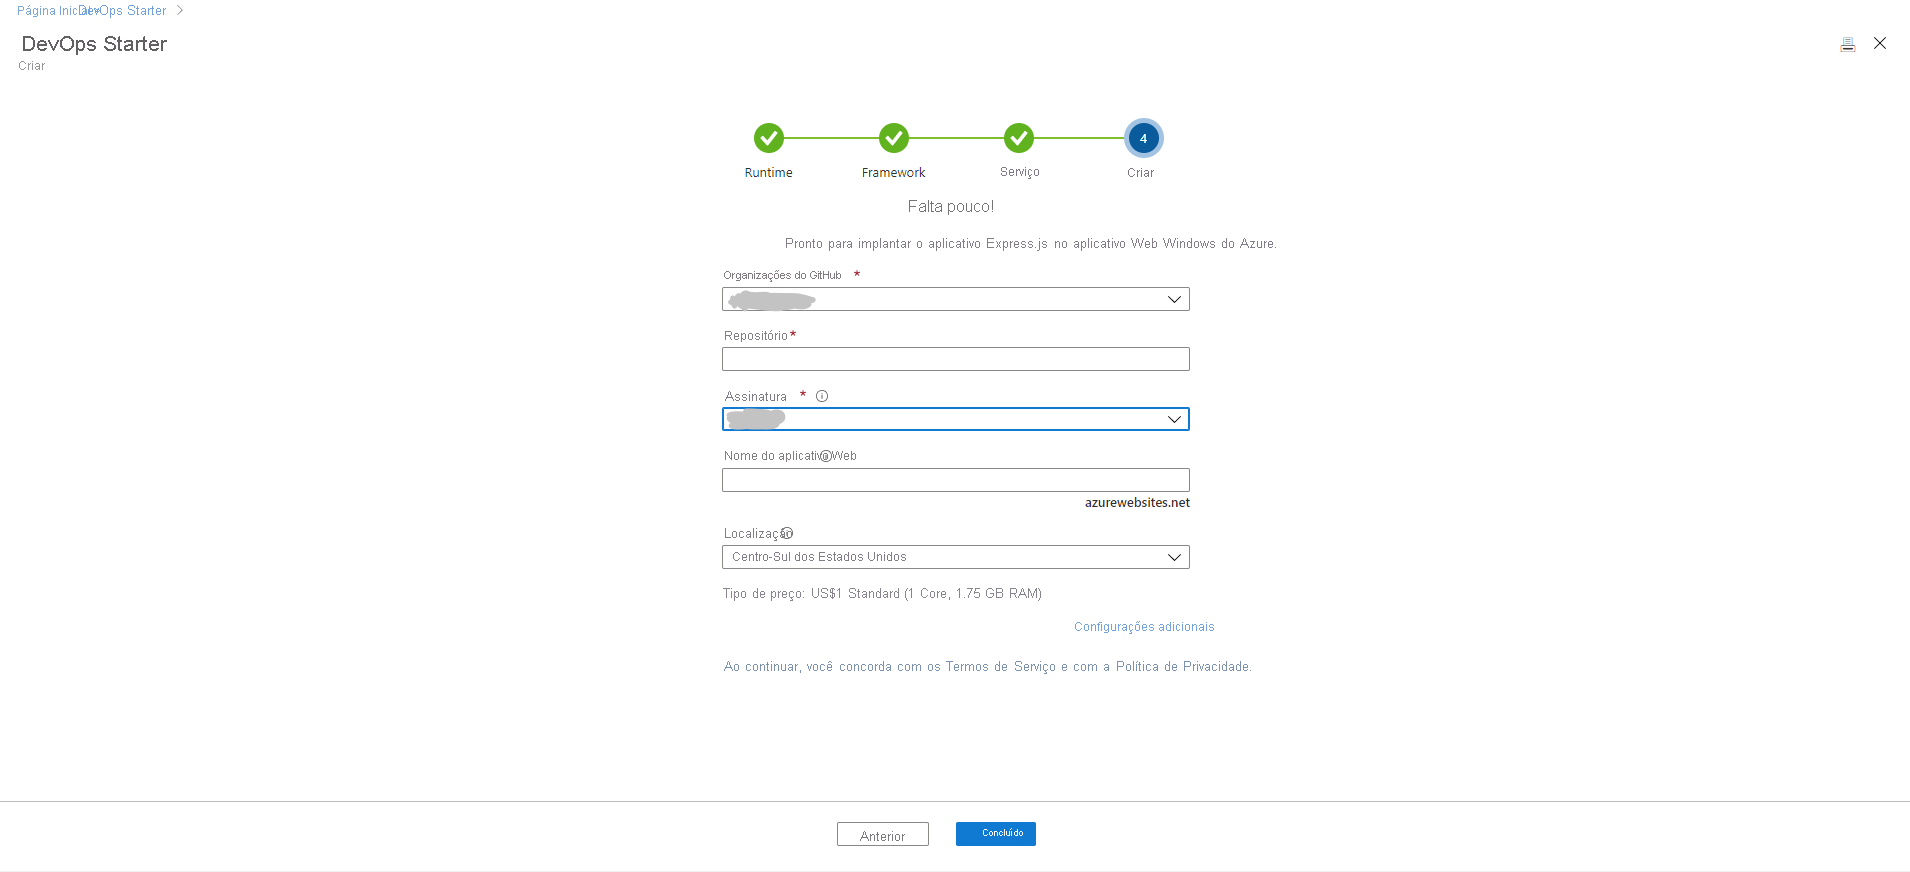 Página Inicial DevOps Starter
DevOps Starter
Criar
4
Runtime Framework Serviço Criar
Falta pouco!
Pronto para implantar o aplicativo Express.js no aplicativo Web Windows do Azure.
Organizações do GitHub *
Repositório *
Assinatura *
Nome do aplicativo Web
azurewebsites.net
Localização
Centro-Sul dos Estados Unidos
Tipo de preço: US$1 Standard (1 Core, 1.75 GB RAM)
Configurações adicionais
Ao continuar, você concorda com os Termos de Serviço e com a Política de Privacidade.
Anterior Concluído